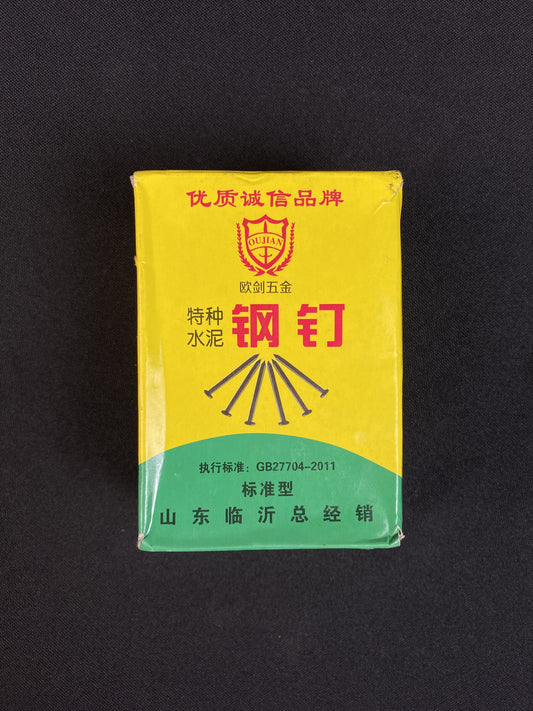 优质诚信品牌
OUJIAN
欧剑五金
特种
水泥
钢钉
执行标准：GB27704-2011
标准型
山东临沂总经销